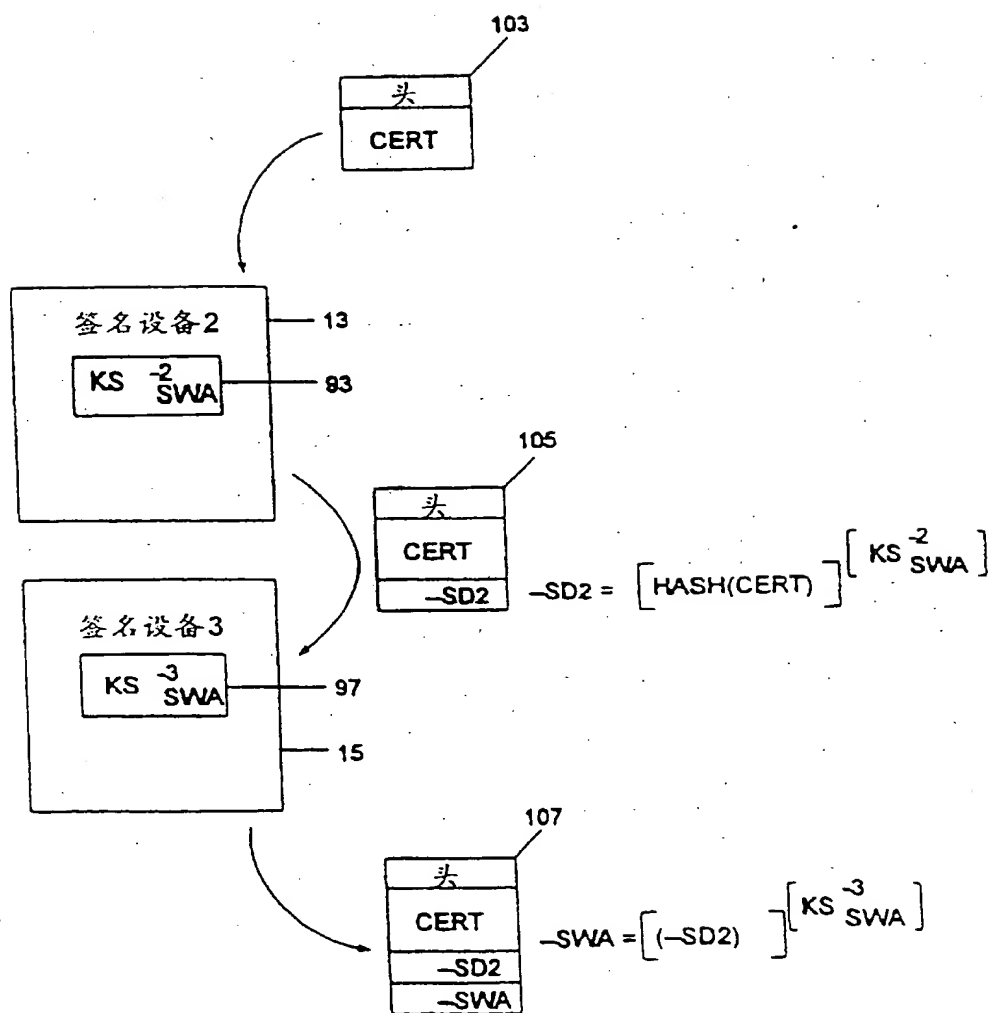 103
头
CERT
签名设备2
13
KS -2 SWA
93
105
头
CERT
-SD2
-SD2 = [HASH(CERT)] [KS -2 SWA]
签名设备3
KS -3 SWA
97
15
107
头
CERT
-SD2
-SWA
-SWA = [(-SD2)] [KS -3 SWA]